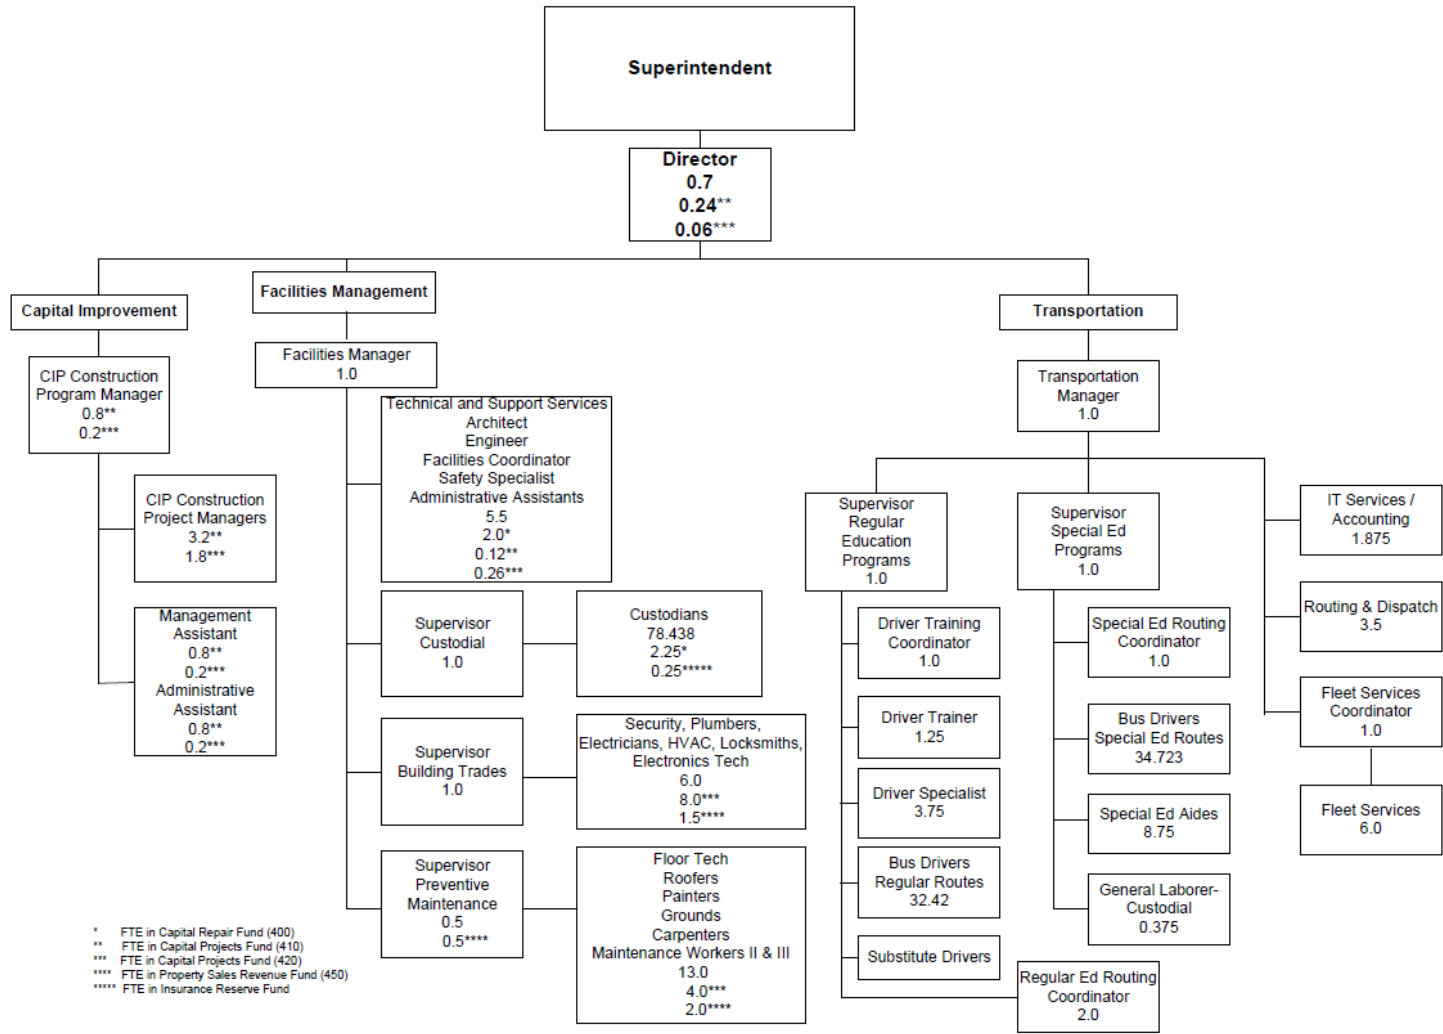 Superintendent
Director
0.7
0.24**
0.06***
Capital Improvement
CIP Construction
Program Manager
0.8**
0.2***
CIP Construction
Project Managers
3.2**
1.8***
Management
Assistant
0.8**
0.2***
Administrative
Assistant
0.8**
0.2***
Facilities Management
Facilities Manager
1.0
Technical and Support Services
Architect
Engineer
Facilities Coordinator
Safety Specialist
Administrative Assistants
5.5
2.0*
0.12**
0.26***
Supervisor
Custodial
1.0
Custodians
78.438
2.25*
0.25*****
Supervisor
Building Trades
1.0
Security, Plumbers,
Electricians, HVAC, Locksmiths,
Electronics Tech
6.0
8.0***
1.5****
Supervisor
Preventive
Maintenance
0.5
0.5****
Floor Tech
Roofers
Painters
Grounds
Carpenters
Maintenance Workers II & III
13.0
4.0***
2.0****
Transportation
Transportation
Manager
1.0
Supervisor
Regular
Education
Programs
1.0
Driver Training
Coordinator
1.0
Driver Trainer
1.25
Driver Specialist
3.75
Bus Drivers
Regular Routes
32.42
Substitute Drivers
Regular Ed Routing
Coordinator
2.0
Supervisor
Special Ed
Programs
1.0
Special Ed Routing
Coordinator
1.0
Bus Drivers
Special Ed Routes
34.723
Special Ed Aides
8.75
General Laborer-
Custodial
0.375
IT Services /
Accounting
1.875
Routing & Dispatch
3.5
Fleet Services
Coordinator
1.0
Fleet Services
6.0
* FTE in Capital Repair Fund (400)
** FTE in Capital Projects Fund (410)
*** FTE in Capital Projects Fund (420)
**** FTE in Property Sales Revenue Fund (450)
***** FTE in Insurance Reserve Fund